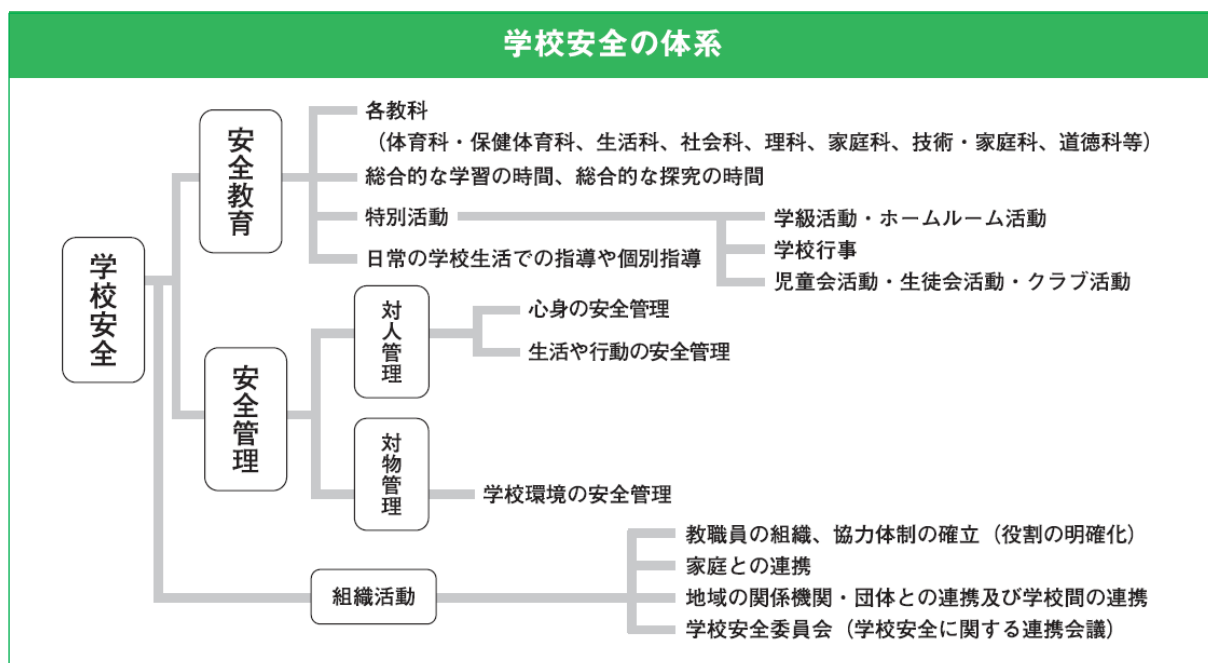 学校安全の体系
学校安全
安全教育
各教科
（体育科・保健体育科、生活科、社会科、理科、家庭科、技術・家庭科、道徳科等）
総合的な学習の時間、総合的な探究の時間
特別活動
学級活動・ホームルーム活動
学校行事
児童会活動・生徒会活動・クラブ活動
日常の学校生活での指導や個別指導
安全管理
対人管理
心身の安全管理
生活や行動の安全管理
対物管理
学校環境の安全管理
組織活動
教職員の組織、協力体制の確立（役割の明確化）
家庭との連携
地域の関係機関・団体との連携及び学校間の連携
学校安全委員会（学校安全に関する連携会議）